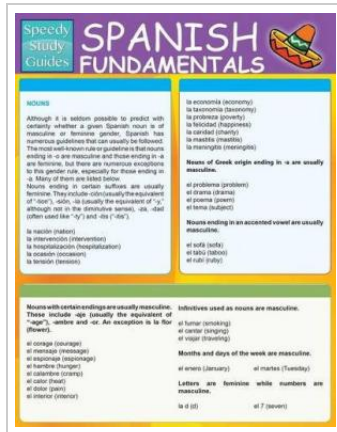 Speedy
Study
Guides
SPANISH
FUNDAMENTALS
NOUNS
Although it is seldom possible to predict with
certainty whether a given Spanish noun is of
masculine or feminine gender, Spanish has
numerous guidelines that can usually be followed.
The most well-known rule or guideline is that nouns
ending in -o are masculine and those ending in -a
are feminine, but there are numerous exceptions
to this gender rule, especially for those ending in
-a. Many of them are listed below.
Nouns ending in certain suffixes are usually
feminine. They include -ción (usually the equivalent
of "-tion"), -sión, -ía (usually the equivalent of "-y,"
although not in the diminutive sense), -za, -dad
(often used like "-ty") and -itis ("-itis").
la nación (nation)
la intervención (intervention)
la hospitalización (hospitalization)
la ocasión (occasion)
la tensión (tension)
la economía (economy)
la taxonomía (taxonomy)
la probreza (poverty)
la felicidad (happiness)
la caridad (charity)
la mastitis (mastitis)
la meningitis (meningitis)
Nouns of Greek origin ending in -a are usually
masculine.
el problema (problem)
el drama (drama)
el poema (poem)
el tema (subject)
Nouns ending in an accented vowel are usually
masculine.
el sofá (sofa)
el tabú (taboo)
el rubí (ruby)
Nouns with certain endings are usually masculine.
These include -aje (usually the equivalent of
"-age"), -ambre and -or. An exception is la flor
(flower).
el coraje (courage)
el mensaje (message)
el espionaje (espionage)
el hambre (hunger)
el calambre (cramp)
el calor (heat)
el dolor (pain)
el interior (interior)
Infinitives used as nouns are masculine.
el fumar (smoking)
el cantar (singing)
el viajar (traveling)
Months and days of the week are masculine.
el enero (January) el martes (Tuesday)
Letters are feminine while numbers are
masculine.
la d (d) el 7 (seven)